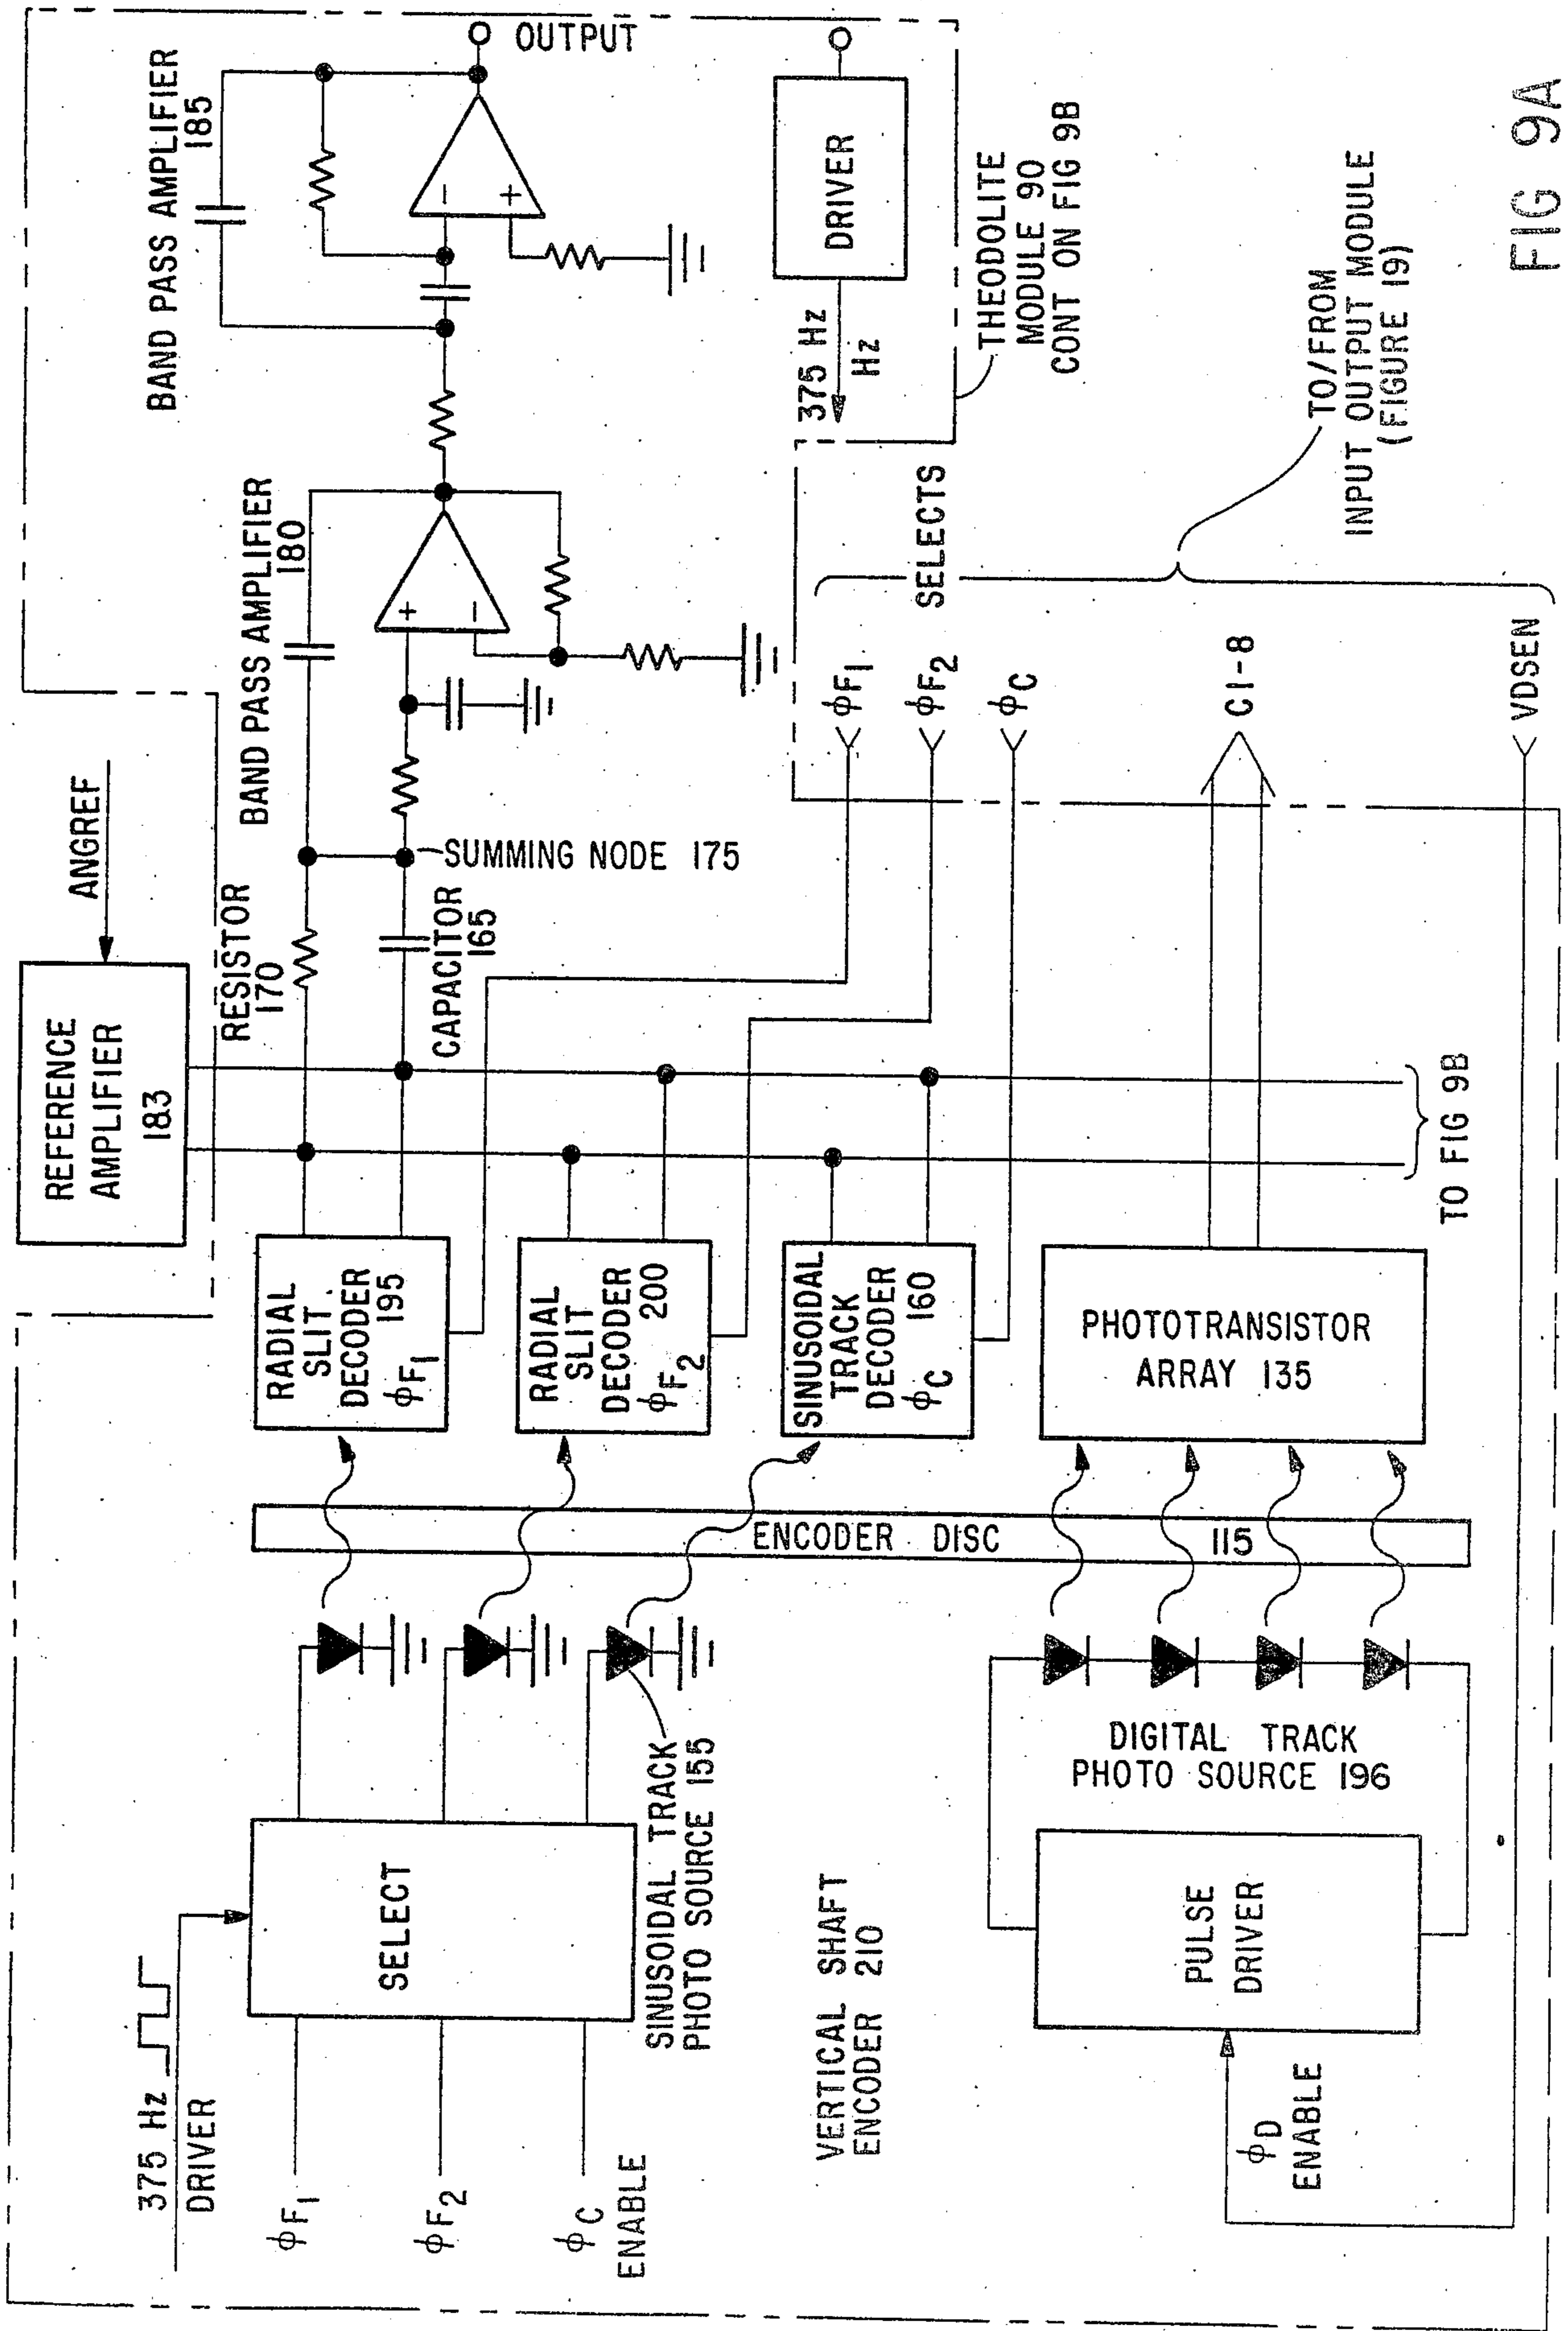 375 Hz
DRIVER
ϕF1
ϕF2
ϕC
ENABLE
SELECT
SINUSOIDAL TRACK
PHOTO SOURCE 155
VERTICAL SHAFT
ENCODER 210
ϕD
ENABLE
PULSE
DRIVER
DIGITAL TRACK
PHOTO SOURCE 196
ENCODER DISC 115
RADIAL
SLIT
DECODER 195
ϕF1
RADIAL
SLIT
DECODER 200
ϕF2
SINUSOIDAL
TRACK
DECODER 160
ϕC
PHOTOTRANSISTOR
ARRAY 135
REFERENCE
AMPLIFIER
183
ANGREF
RESISTOR
170
CAPACITOR
165
SUMMING NODE 175
TO FIG 9B
BAND PASS AMPLIFIER
180
+
−
BAND PASS AMPLIFIER
185
−
+
OUTPUT
DRIVER
375 Hz
Hz
THEODOLITE
MODULE 90
CONT ON FIG 9B
ϕF1
ϕF2
ϕC
SELECTS
C1-8
VDSEN
TO/FROM
INPUT OUTPUT MODULE
(FIGURE 19)
FIG 9A